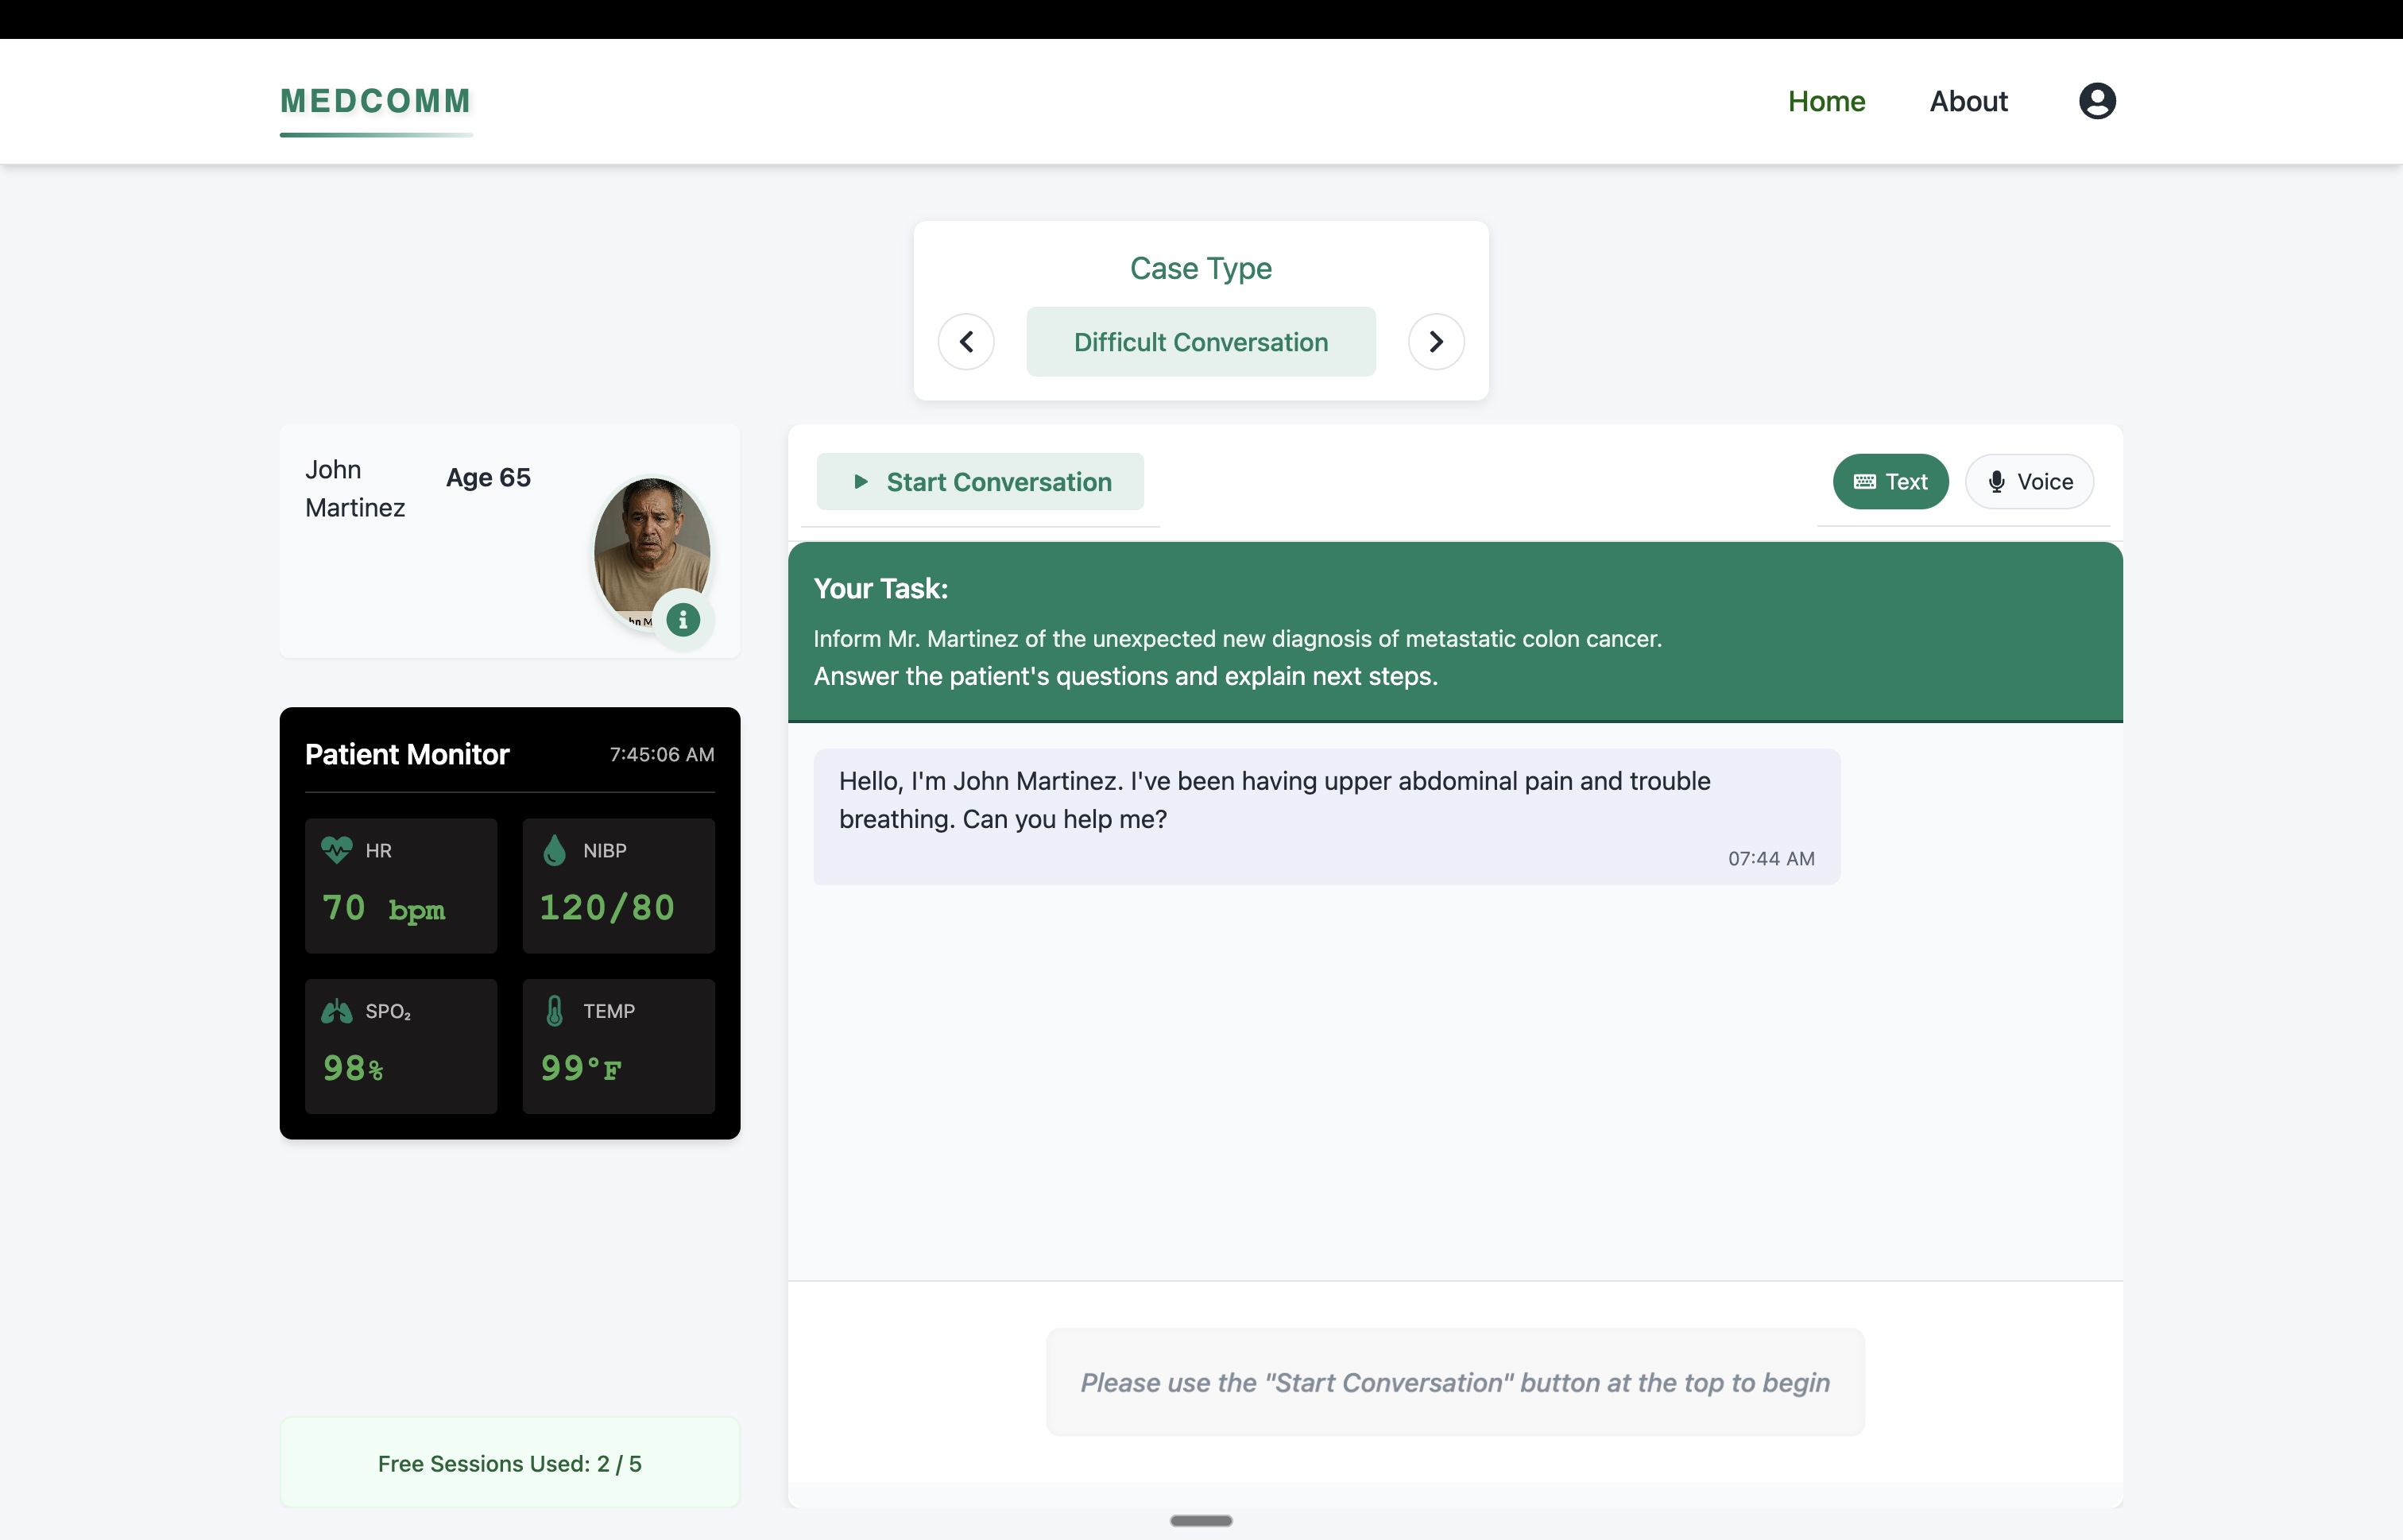 MEDCOMM
Home
About
Case Type
Difficult Conversation
John
Martinez
Age 65
hn M
Start Conversation
Text
Voice
Your Task:
Inform Mr. Martinez of the unexpected new diagnosis of metastatic colon cancer.
Answer the patient's questions and explain next steps.
Patient Monitor
7:45:06 AM
HR
70 bpm
NIBP
120/80
SPO₂
98%
TEMP
99°F
Hello, I'm John Martinez. I've been having upper abdominal pain and trouble
breathing. Can you help me?
07:44 AM
Please use the "Start Conversation" button at the top to begin
Free Sessions Used: 2 / 5